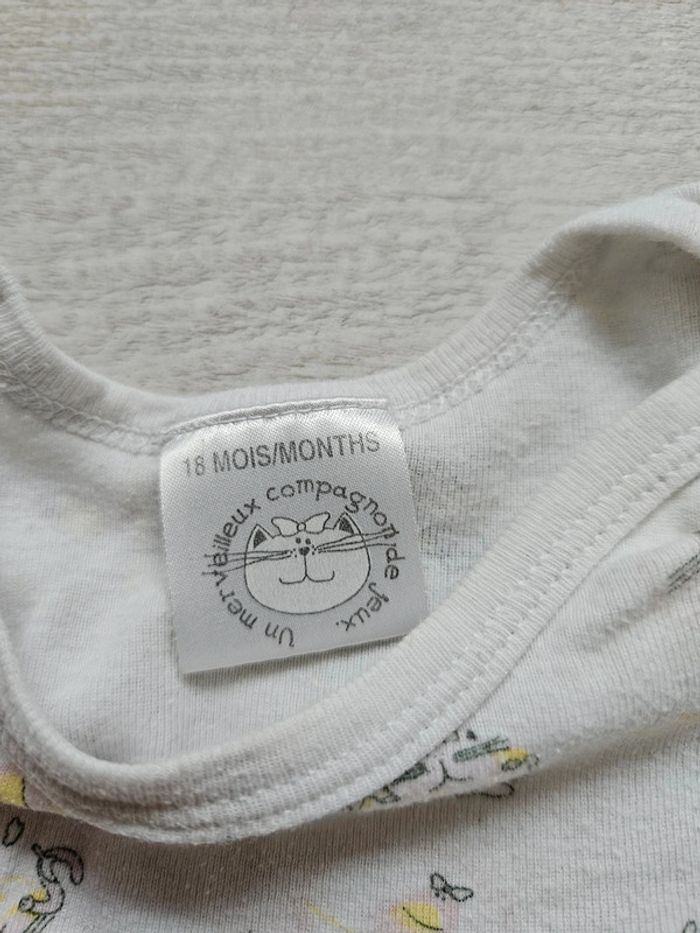 18 MOIS/MONTHS
Un merveilleux compagnon de jeux.